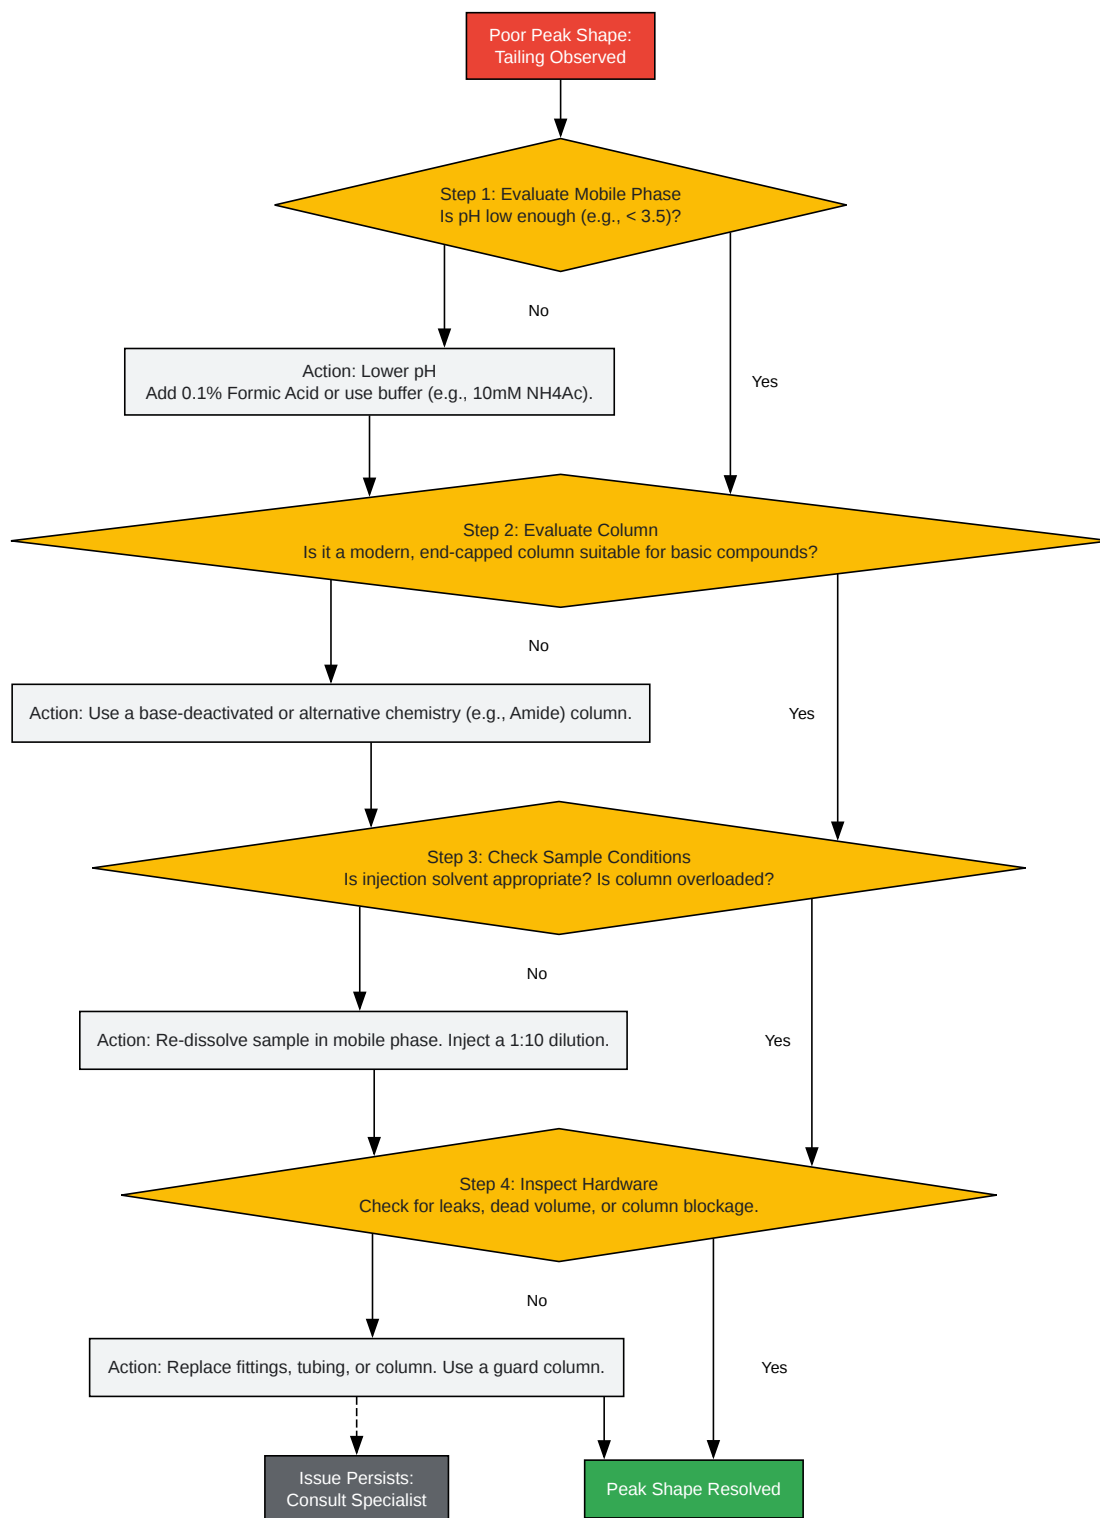 Poor Peak Shape:
Tailing Observed
Step 1: Evaluate Mobile Phase
Is pH low enough (e.g., < 3.5)?
No
Action: Lower pH
Add 0.1% Formic Acid or use buffer (e.g., 10mM NH4Ac).
Yes
Step 2: Evaluate Column
Is it a modern, end-capped column suitable for basic compounds?
No
Action: Use a base-deactivated or alternative chemistry (e.g., Amide) column.
Yes
Step 3: Check Sample Conditions
Is injection solvent appropriate? Is column overloaded?
No
Action: Re-dissolve sample in mobile phase. Inject a 1:10 dilution.
Yes
Step 4: Inspect Hardware
Check for leaks, dead volume, or column blockage.
No
Action: Replace fittings, tubing, or column. Use a guard column.
Yes
Issue Persists:
Consult Specialist
Peak Shape Resolved